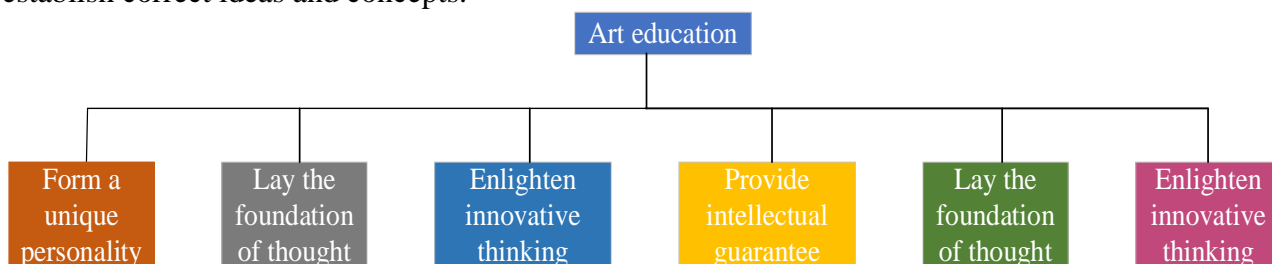 establish correct ideas and concepts.
Art education
Form a
unique
personality
Lay the
foundation
of thought
Enlighten
innovative
thinking
Provide
intellectual
guarantee
Lay the
foundation
of thought
Enlighten
innovative
thinking